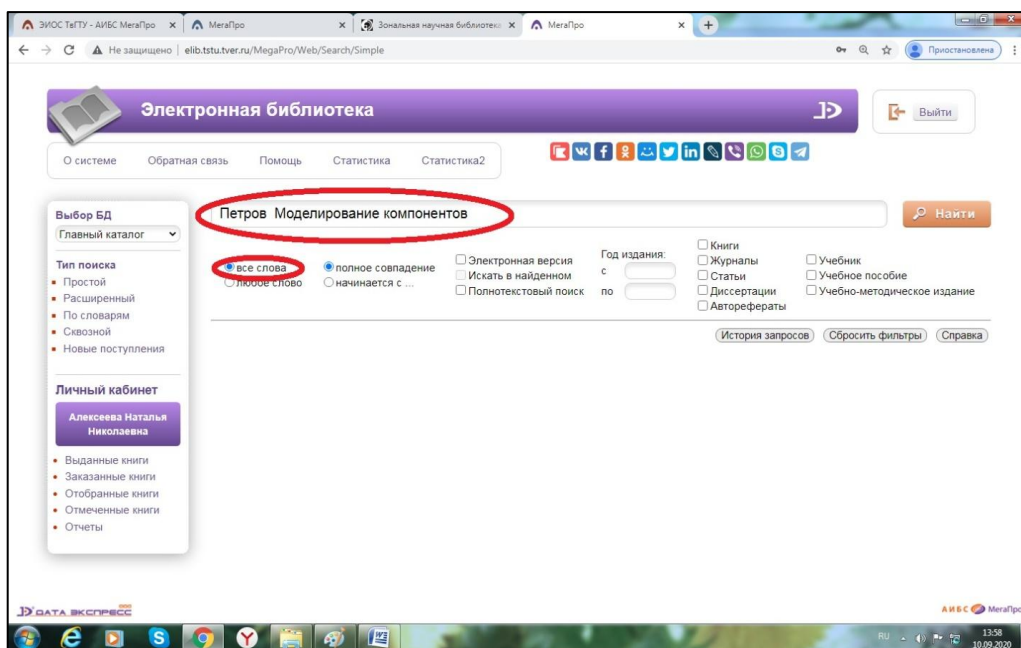 ЭИОС ТвГТУ - АИБС МегаПро
МегаПро
Зональная научная библиотека
МегаПро
Не защищено
elib.tstu.tver.ru/MegaPro/Web/Search/Simple
Приостановлена
Электронная библиотека
Выйти
О системе Обратная связь Помощь Статистика Статистика2
Петров Моделирование компонентов
Найти
Выбор БД
Главный каталог
Тип поиска
Простой
Расширенный
По словарям
Сквозной
Новые поступления
все слова
любое слово
полное совпадение
начинается с ...
Электронная версия
Искать в найденном
Полнотекстовый поиск
Год издания:
с
по
Книги
Журналы
Статьи
Диссертации
Авторефераты
Учебник
Учебное пособие
Учебно-методическое издание
История запросов Сбросить фильтры Справка
Личный кабинет
Алексеева Наталья
Николаевна
Выданные книги
Заказанные книги
Отобранные книги
Отмеченные книги
Отчеты
ДАТА ЭКСПРЕСС
АИБС МегаПро
RU
13:58
10.09.2020